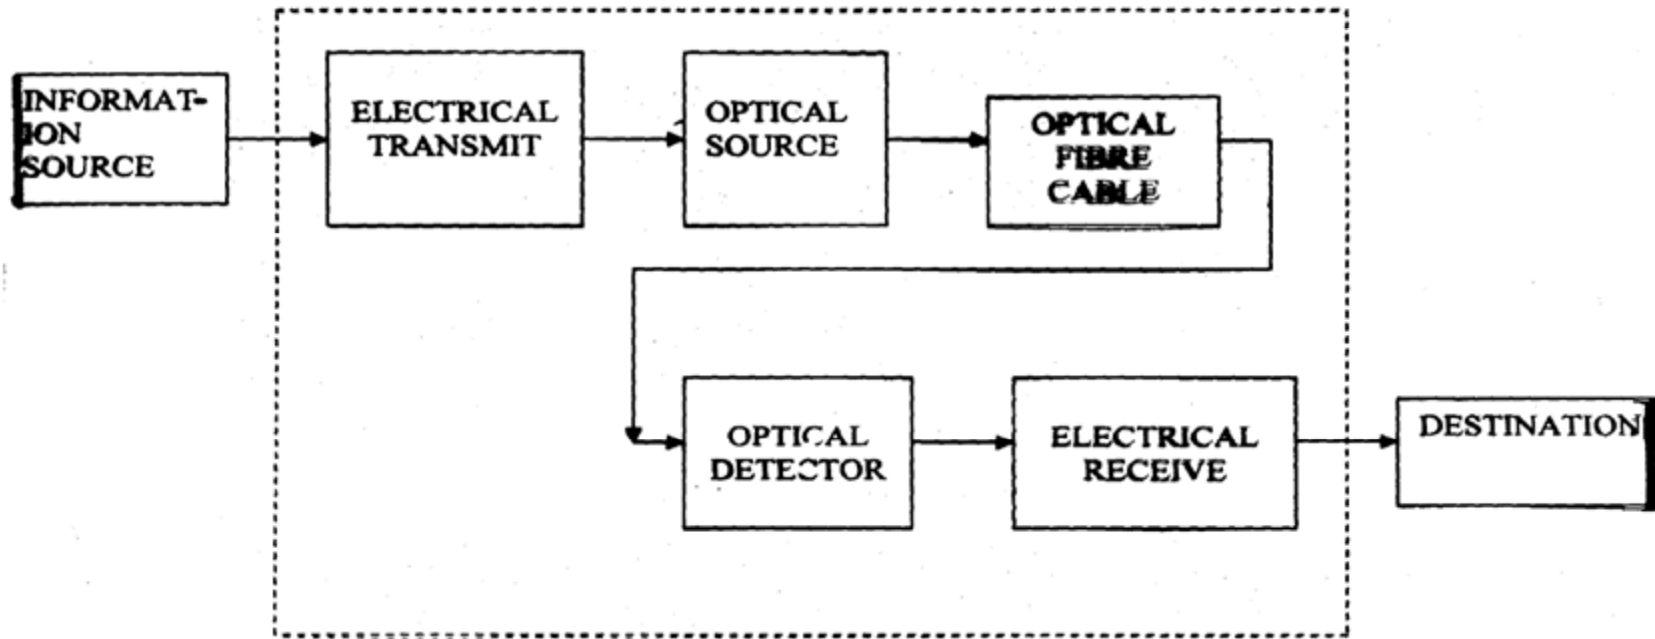 INFORMAT-
ION
SOURCE
ELECTRICAL
TRANSMIT
OPTICAL
SOURCE
OPTICAL
FIBRE
CABLE
OPTICAL
DETECTOR
ELECTRICAL
RECEIVE
DESTINATION